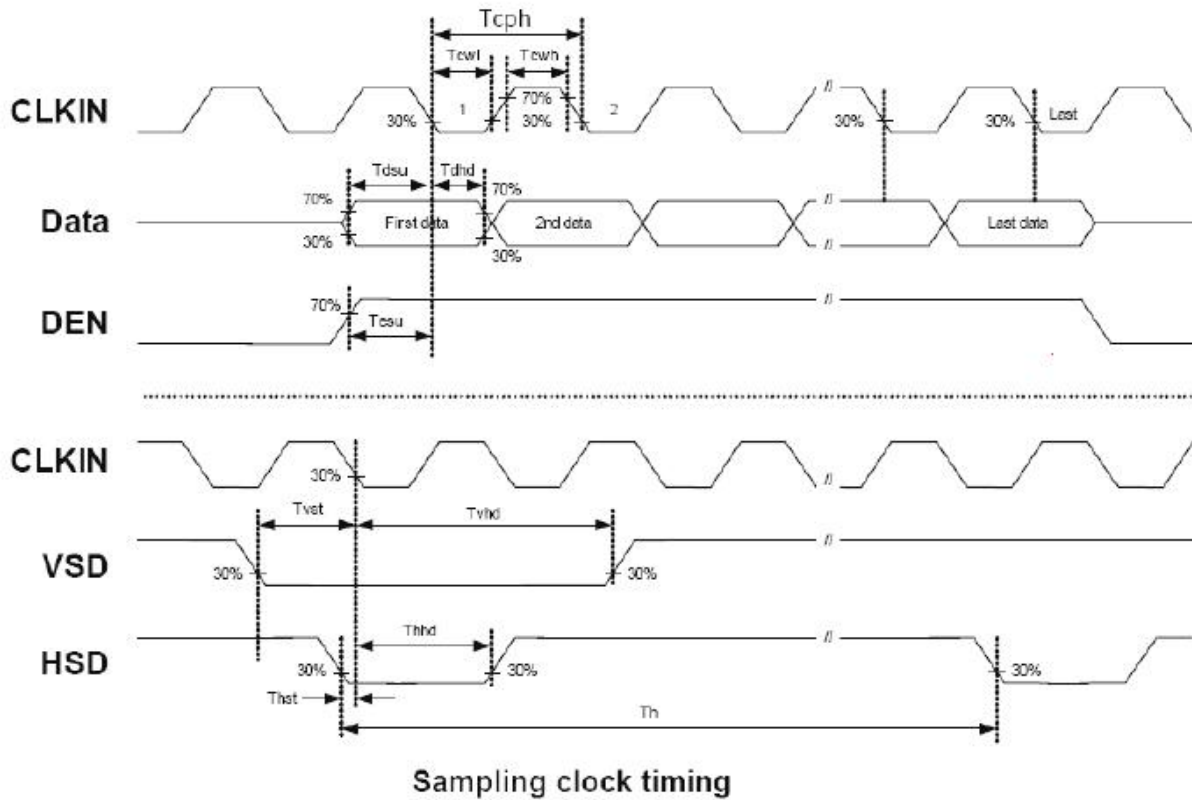 Tcph
Tcwl Tcwh
CLKIN 30% 1 70% 30% 2 // 30% 30% Last
Tdsu Tdhd
70% 70%
Data First data 2nd data // Last data
30% 30%
70%
DEN //
Tesu
CLKIN 30% //
Tvst Tvhd
VSD 30% 30% //
Thhd
HSD 30% 30% // 30%
Thst
Th
Sampling clock timing